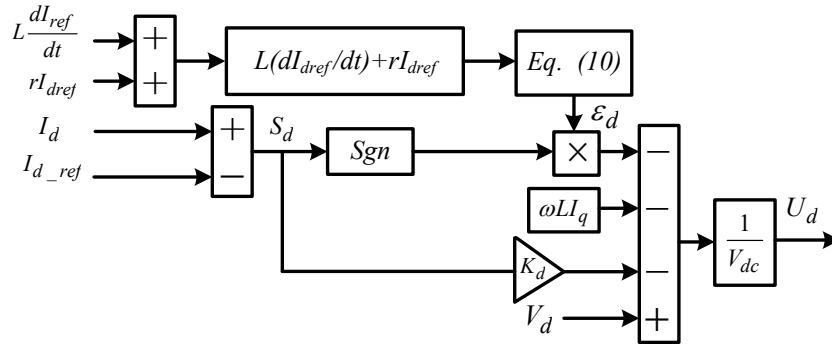 L dI_ref/dt
+
rI_dref
+
L(dI_dref/dt)+rI_dref
Eq. (10)
ε_d
I_d
+
I_d_ref
−
S_d
Sgn
×
−
ωLI_q
−
K_d
−
V_d
+
1/V_dc
U_d